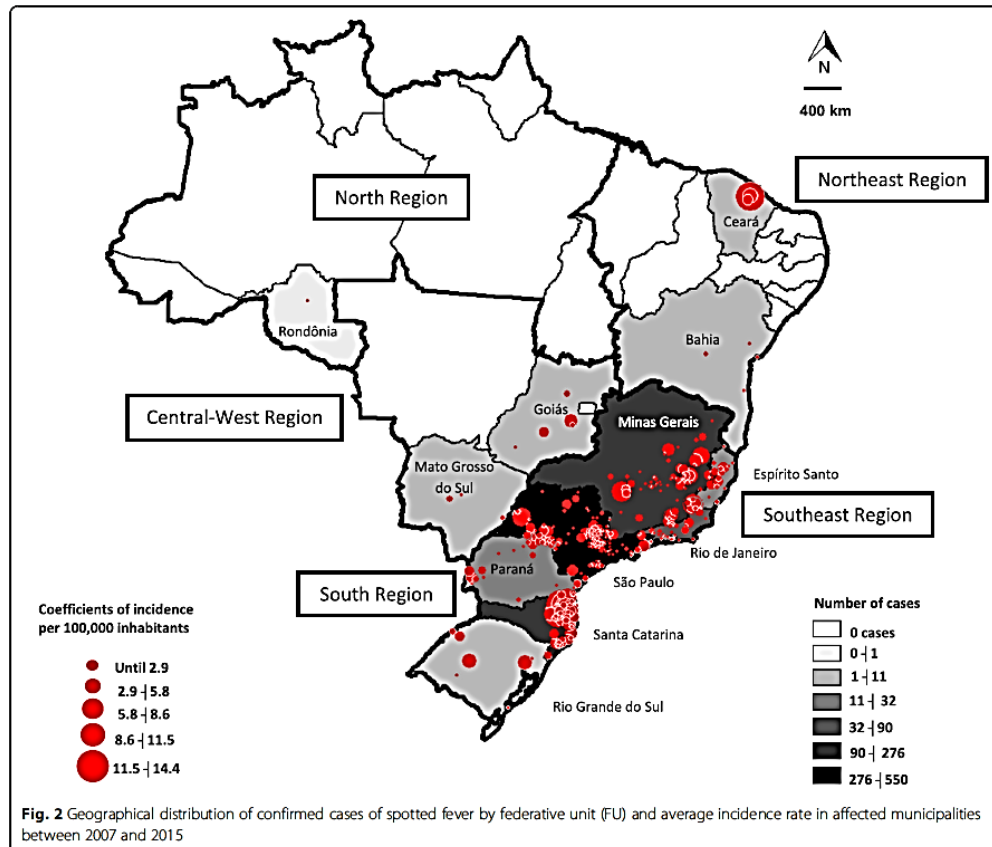 N
400 km
Northeast Region
North Region
Ceará
Rondônia
Bahia
Central-West Region
Goiás
Minas Gerais
Mato Grosso
do Sul
Espírito Santo
Southeast Region
Rio de Janeiro
Paraná
São Paulo
South Region
Santa Catarina
Rio Grande do Sul
Coefficients of incidence
per 100,000 inhabitants
Until 2.9
2.9 ┤5.8
5.8 ┤8.6
8.6 ┤11.5
11.5 ┤14.4
Number of cases
0 cases
0 ┤1
1 ┤11
11 ┤32
32 ┤90
90 ┤276
276 ┤550
Fig. 2 Geographical distribution of confirmed cases of spotted fever by federative unit (FU) and average incidence rate in affected municipalities
between 2007 and 2015